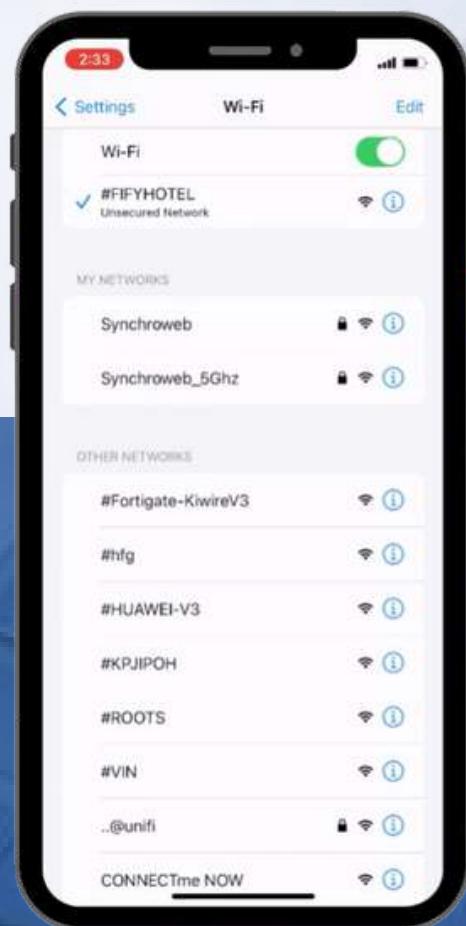 2:33
Settings
Wi-Fi
Edit
Wi-Fi
#FIFYHOTEL
Unsecured Network
MY NETWORKS
Synchroweb
Synchroweb_5Ghz
OTHER NETWORKS
#Fortigate-KiwireV3
#hfg
#HUAWEI-V3
#KPJIPOH
#ROOTS
#VIN
..@unifi
CONNECTme NOW